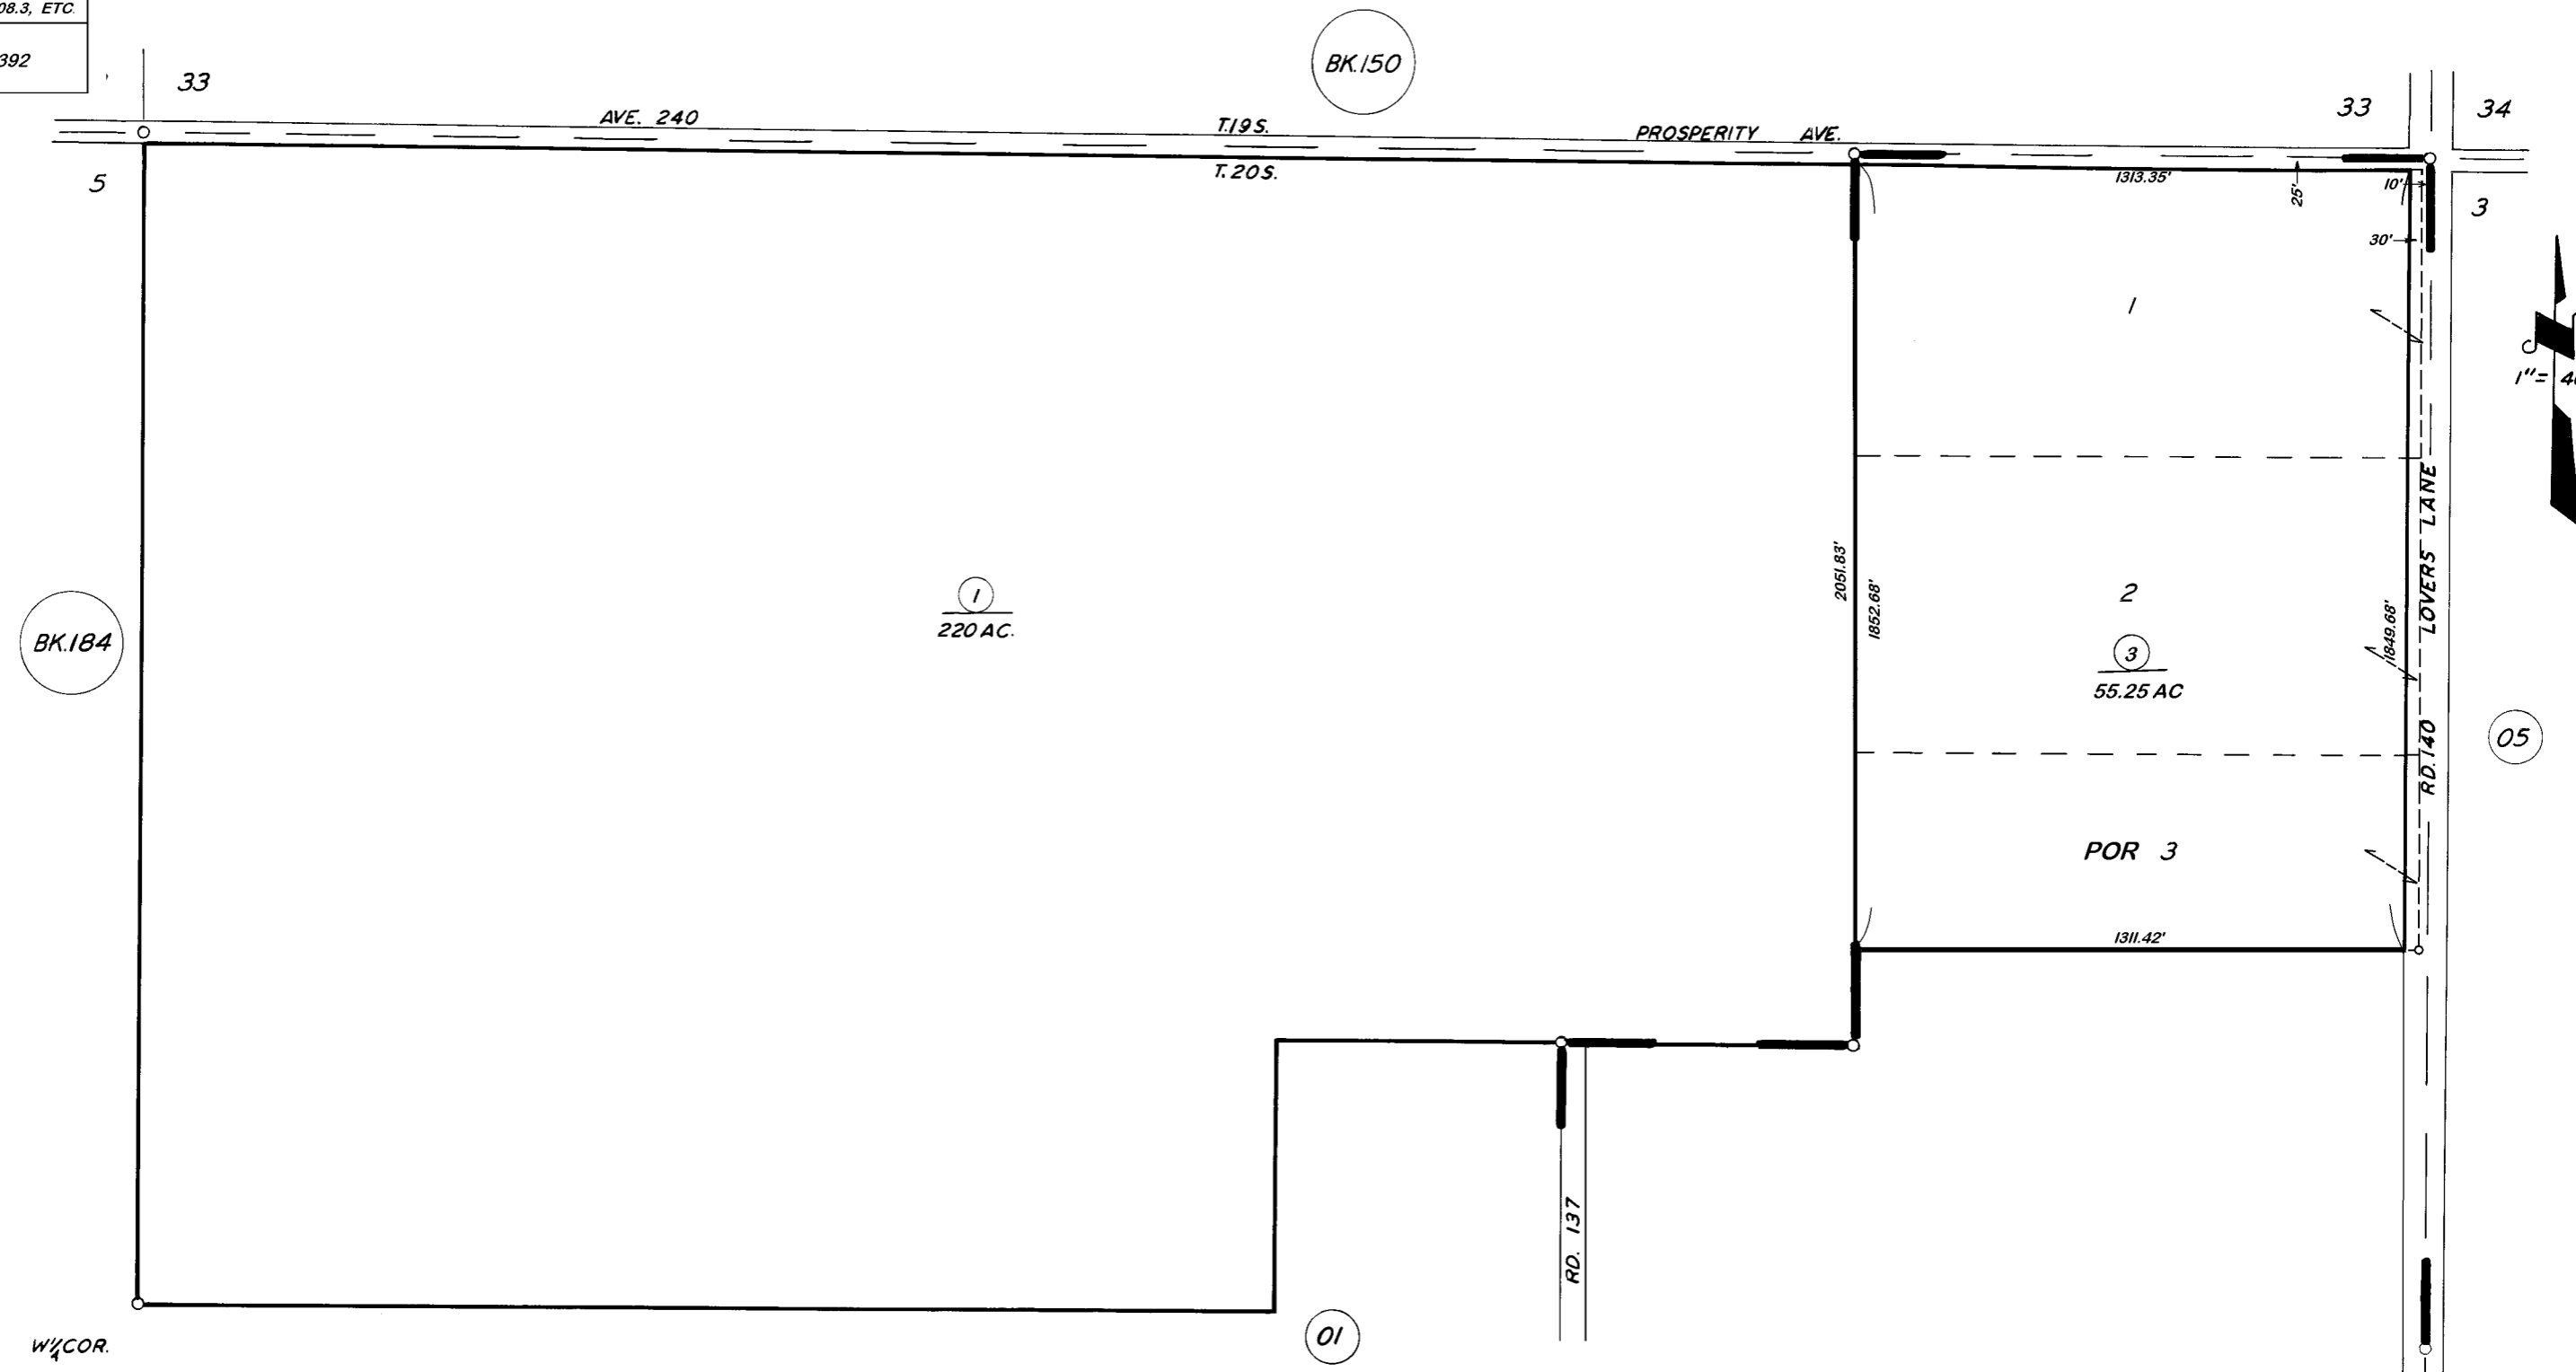 08.3, ETC.
392
33
BK.150
33
34
AVE. 240
T.19S.
PROSPERITY AVE.
5
T. 20S.
1313.35'
25'
10'
3
30'
1
1"=
LOVERS LANE
2051.83'
1852.68'
1849.68'
1
220 AC.
2
BK.184
3
55.25 AC
RD. 140
05
POR 3
1311.42'
RD. 137
01
W1/4COR.